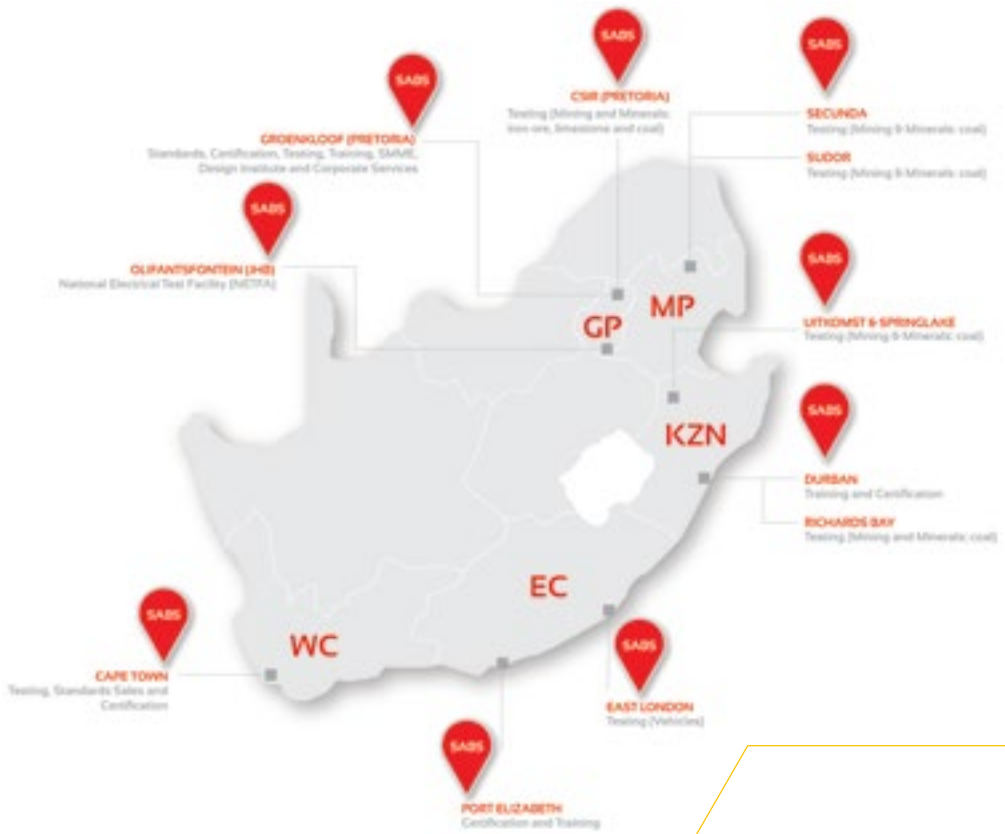 SABS
CSIR (PRETORIA)
Testing (Mining and Minerals:
iron ore, limestone and coal)
SABS
SECUNDA
Testing (Mining & Minerals: coal)
SUDOR
Testing (Mining & Minerals: coal)
SABS
GROENKLOOF (PRETORIA)
Standards, Certification, Testing, Training, SMME,
Design Institute and Corporate Services
SABS
OLIFANTSFONTEIN (JHB)
National Electrical Test Facility (NETFA)
SABS
UITKOMST & SPRINGLAKE
Testing (Mining & Minerals: coal)
MP
GP
KZN
SABS
DURBAN
Training and Certification
RICHARDS BAY
Testing (Mining and Minerals: coal)
EC
WC
SABS
CAPE TOWN
Testing, Standards Sales and
Certification
SABS
EAST LONDON
Testing (Vehicles)
SABS
PORT ELIZABETH
Certification and Training